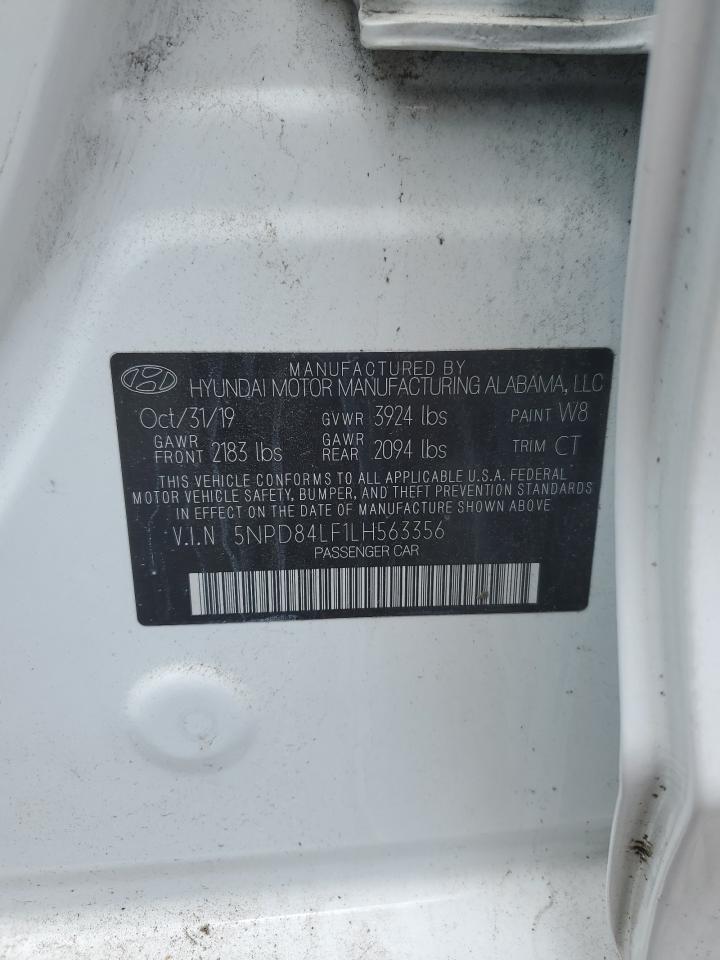 MANUFACTURED BY
HYUNDAI MOTOR MANUFACTURING ALABAMA, LLC
Oct/31/19 GVWR 3924 lbs PAINT W8
GAWR FRONT 2183 lbs GAWR REAR 2094 lbs TRIM CT
THIS VEHICLE CONFORMS TO ALL APPLICABLE U.S.A. FEDERAL
MOTOR VEHICLE SAFETY, BUMPER, AND THEFT PREVENTION STANDARDS
IN EFFECT ON THE DATE OF MANUFACTURE SHOWN ABOVE
V.I.N 5NPD84LF1LH563356
PASSENGER CAR